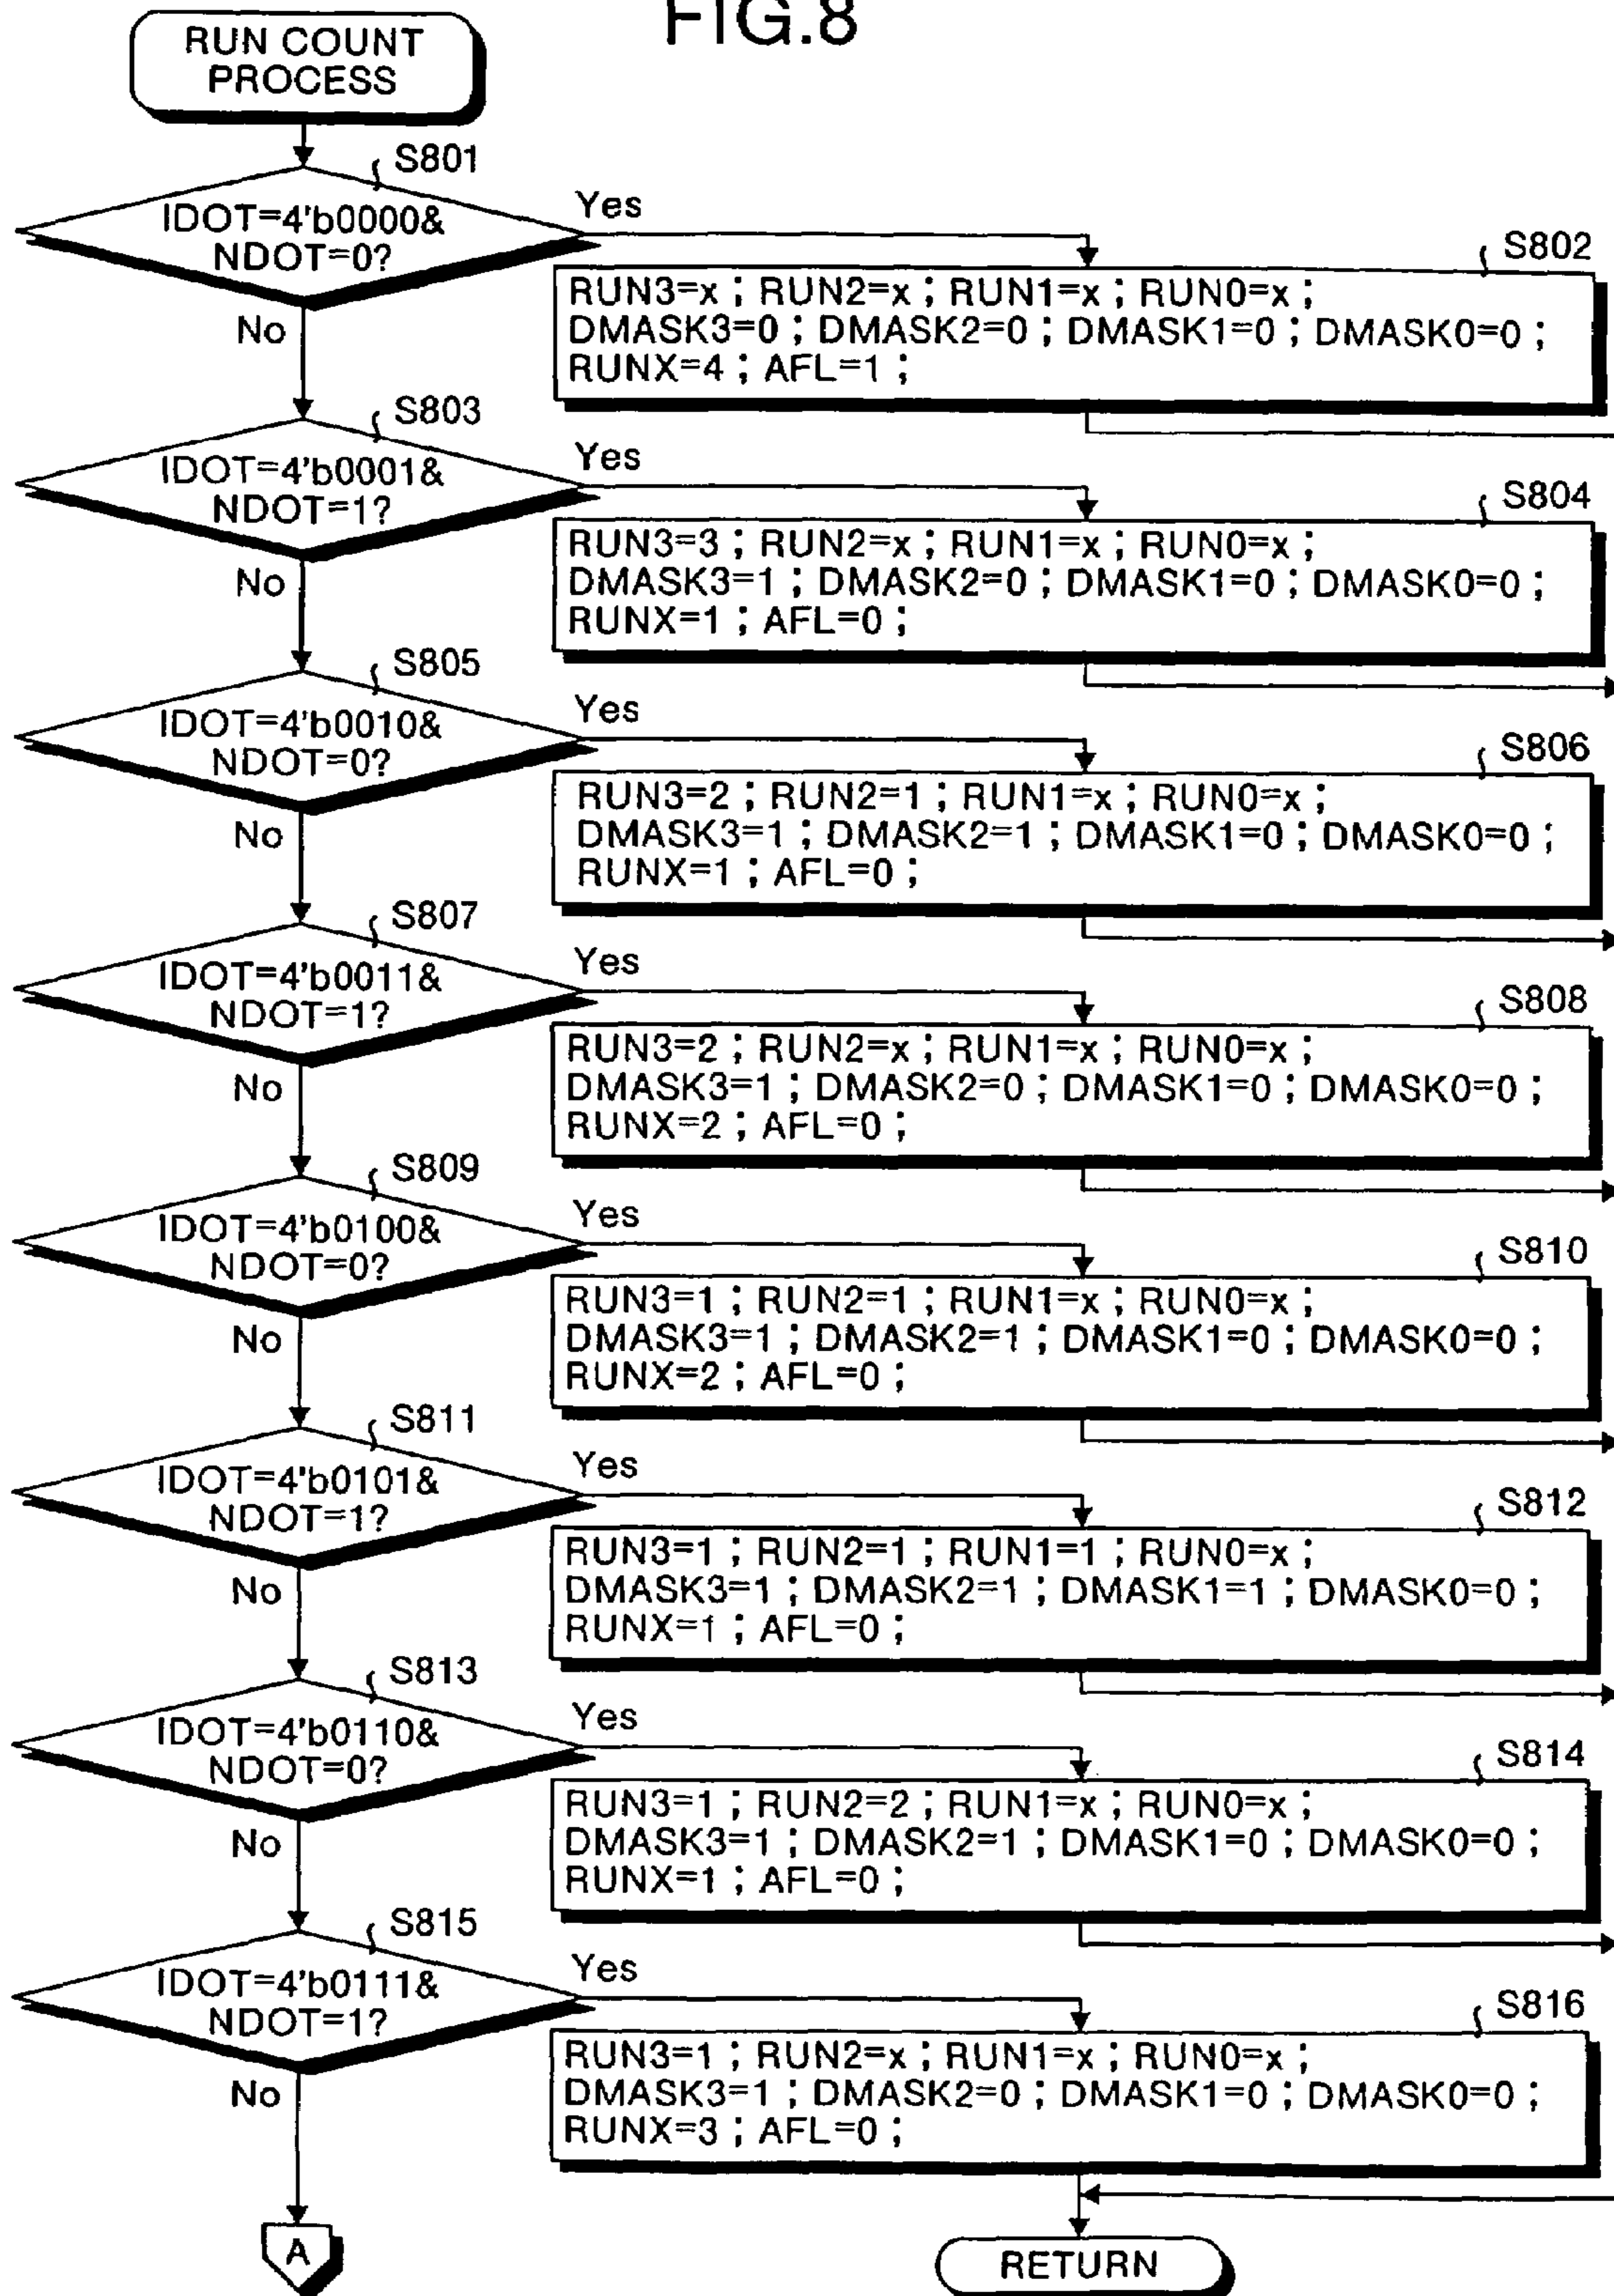 FIG.8
RUN COUNT
PROCESS
S801
IDOT=4'b0000&
NDOT=0?
Yes
No
S802
RUN3=x ; RUN2=x ; RUN1=x ; RUN0=x ;
DMASK3=0 ; DMASK2=0 ; DMASK1=0 ; DMASK0=0 ;
RUNX=4 ; AFL=1 ;
S803
IDOT=4'b0001&
NDOT=1?
Yes
No
S804
RUN3=3 ; RUN2=x ; RUN1=x ; RUN0=x ;
DMASK3=1 ; DMASK2=0 ; DMASK1=0 ; DMASK0=0 ;
RUNX=1 ; AFL=0 ;
S805
IDOT=4'b0010&
NDOT=0?
Yes
No
S806
RUN3=2 ; RUN2=1 ; RUN1=x ; RUN0=x ;
DMASK3=1 ; DMASK2=1 ; DMASK1=0 ; DMASK0=0 ;
RUNX=1 ; AFL=0 ;
S807
IDOT=4'b0011&
NDOT=1?
Yes
No
S808
RUN3=2 ; RUN2=x ; RUN1=x ; RUN0=x ;
DMASK3=1 ; DMASK2=0 ; DMASK1=0 ; DMASK0=0 ;
RUNX=2 ; AFL=0 ;
S809
IDOT=4'b0100&
NDOT=0?
Yes
No
S810
RUN3=1 ; RUN2=1 ; RUN1=x ; RUN0=x ;
DMASK3=1 ; DMASK2=1 ; DMASK1=0 ; DMASK0=0 ;
RUNX=2 ; AFL=0 ;
S811
IDOT=4'b0101&
NDOT=1?
Yes
No
S812
RUN3=1 ; RUN2=1 ; RUN1=1 ; RUN0=x ;
DMASK3=1 ; DMASK2=1 ; DMASK1=1 ; DMASK0=0 ;
RUNX=1 ; AFL=0 ;
S813
IDOT=4'b0110&
NDOT=0?
Yes
No
S814
RUN3=1 ; RUN2=2 ; RUN1=x ; RUN0=x ;
DMASK3=1 ; DMASK2=1 ; DMASK1=0 ; DMASK0=0 ;
RUNX=1 ; AFL=0 ;
S815
IDOT=4'b0111&
NDOT=1?
Yes
No
S816
RUN3=1 ; RUN2=x ; RUN1=x ; RUN0=x ;
DMASK3=1 ; DMASK2=0 ; DMASK1=0 ; DMASK0=0 ;
RUNX=3 ; AFL=0 ;
A
RETURN